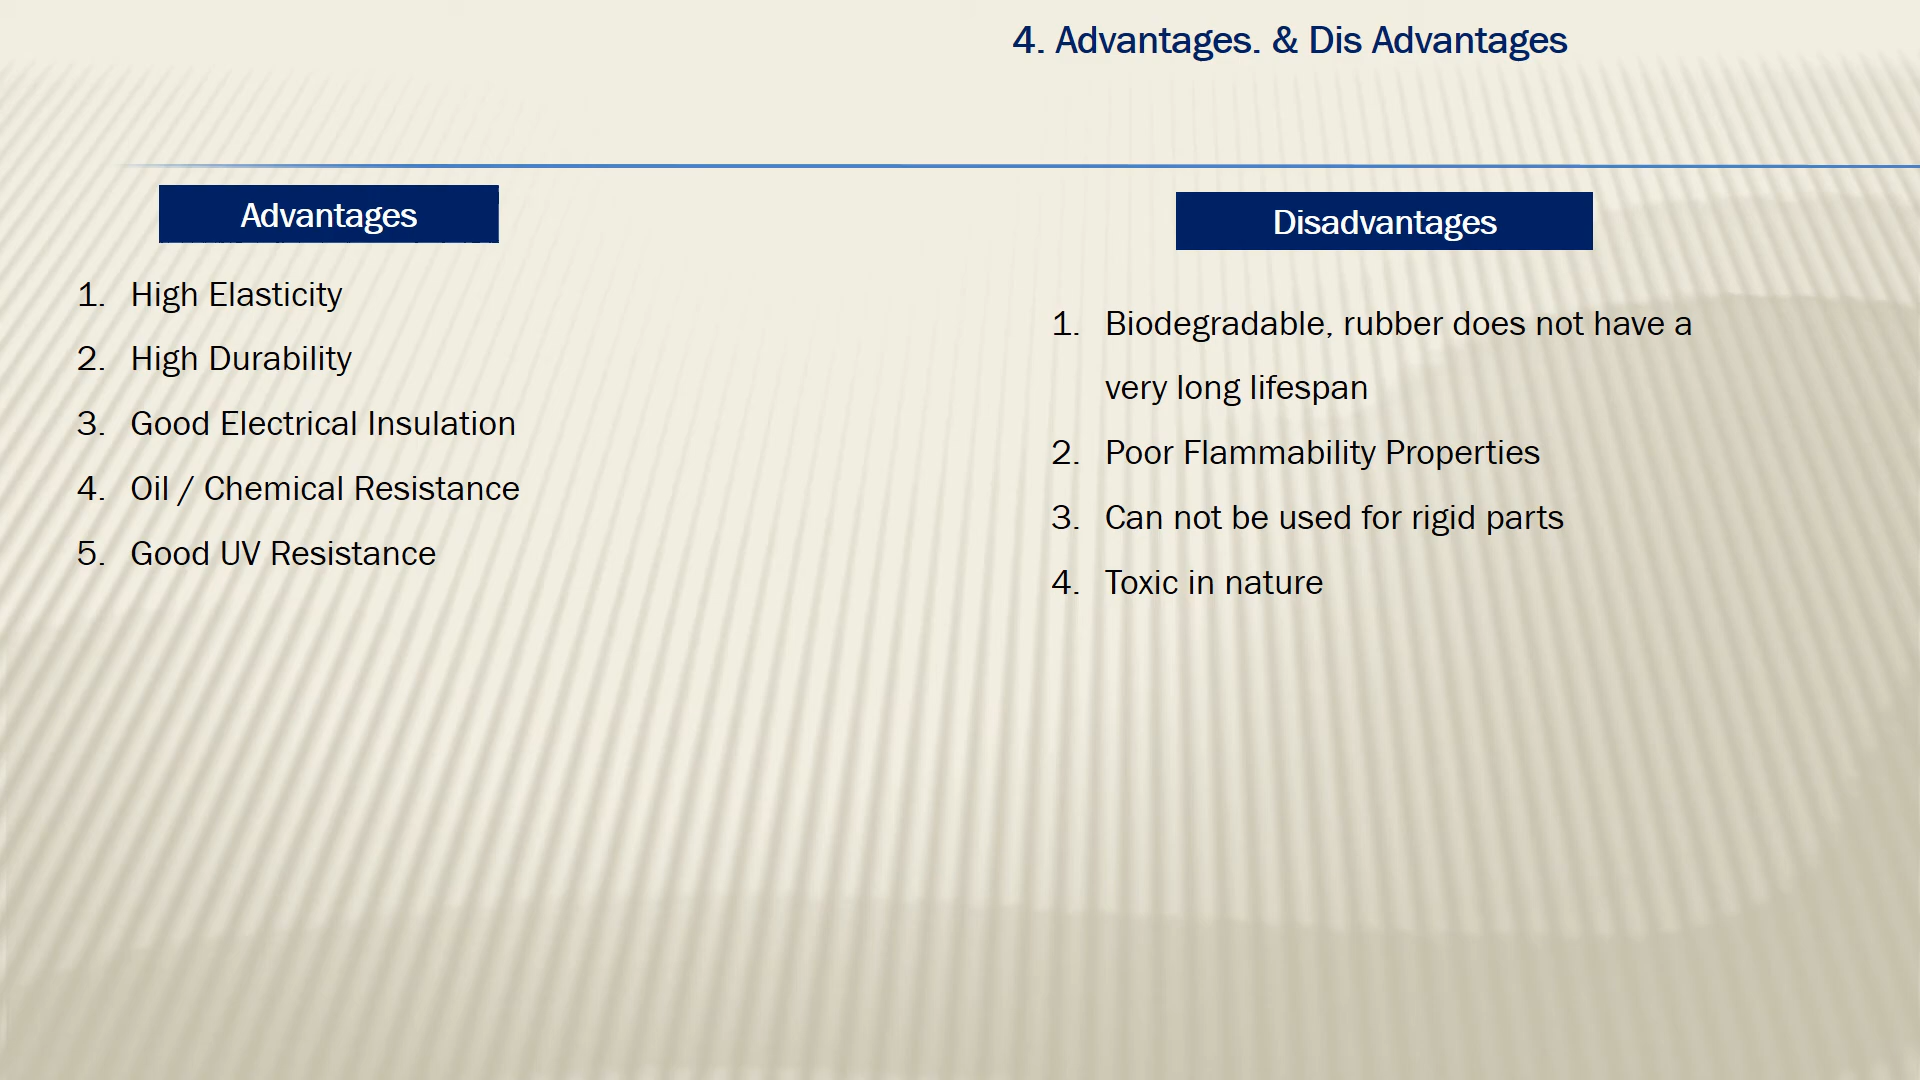 4. Advantages. & Dis Advantages
Advantages
1. High Elasticity
2. High Durability
3. Good Electrical Insulation
4. Oil / Chemical Resistance
5. Good UV Resistance
Disadvantages
1. Biodegradable, rubber does not have a
very long lifespan
2. Poor Flammability Properties
3. Can not be used for rigid parts
4. Toxic in nature